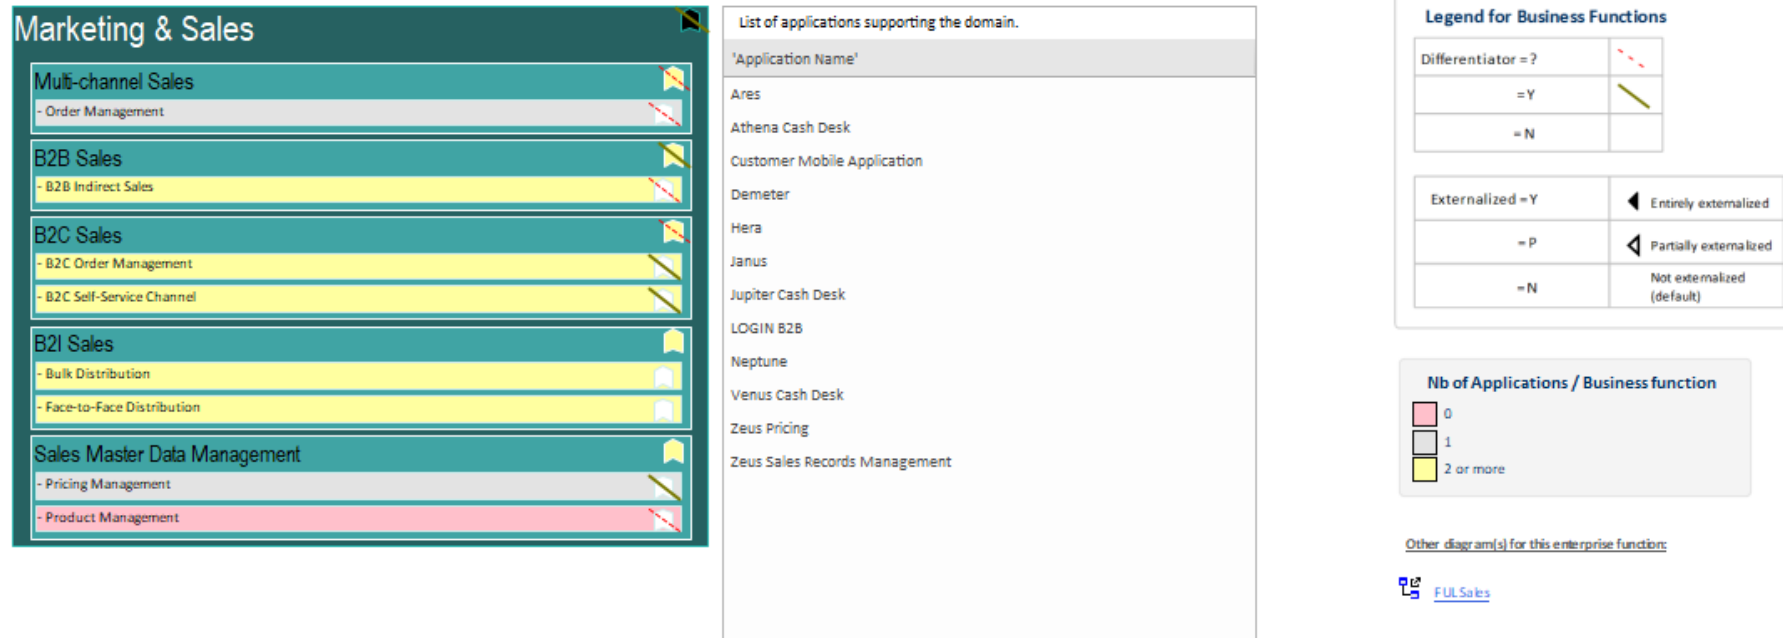 Marketing & Sales
Multi-channel Sales
- Order Management
B2B Sales
- B2B Indirect Sales
B2C Sales
- B2C Order Management
- B2C Self-Service Channel
B2I Sales
- Bulk Distribution
- Face-to-Face Distribution
Sales Master Data Management
- Pricing Management
- Product Management
List of applications supporting the domain.
'Application Name'
Ares
Athena Cash Desk
Customer Mobile Application
Demeter
Hera
Janus
Jupiter Cash Desk
LOGIN B2B
Neptune
Venus Cash Desk
Zeus Pricing
Zeus Sales Records Management
Legend for Business Functions
Differentiator = ?
= Y
= N
Externalized = Y
Entirely externalized
= P
Partially externalized
= N
Not externalized
(default)
Nb of Applications / Business function
0
1
2 or more
Other diagram(s) for this enterprise function:
FULSales